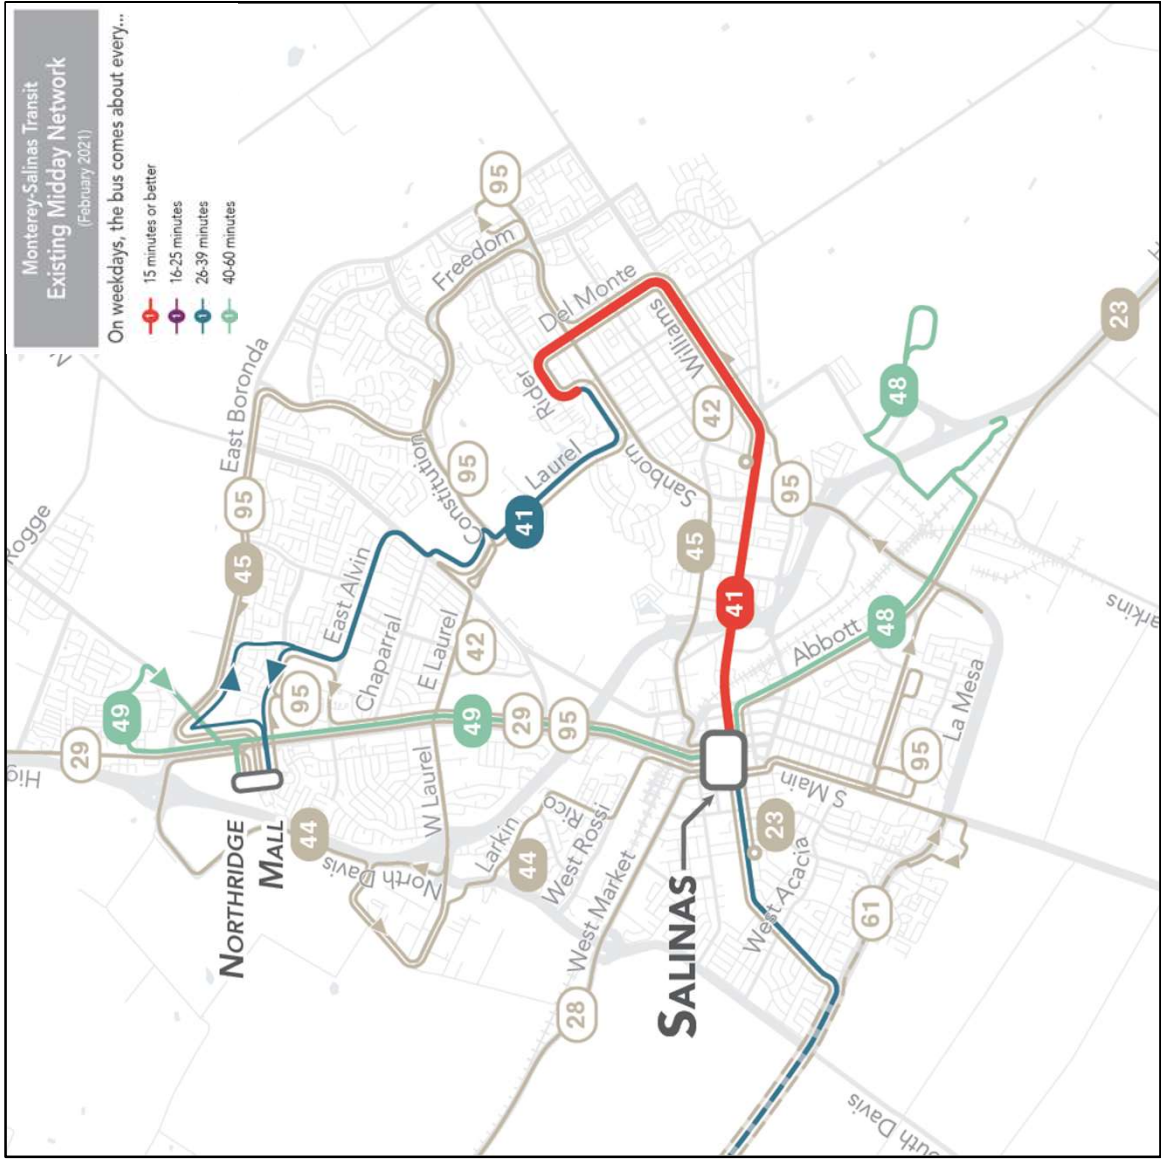 Monterey-Salinas Transit
Existing Midday Network
(February 2021)
On weekdays, the bus comes about every...
1 15 minutes or better
1 16-25 minutes
1 26-39 minutes
1 40-60 minutes
95
Freedom
Del Monte
Williams
Rider
42
23
48
East Boronda
95
45
Constitution
95
Laurel
41
Sanborn
45
41
95
48
Abbott
Rogge
East Alvin
Chaparral
E Laurel
42
49
95
49
29
95
29
La Mesa
95
S Main
NORTHRIDGE
MALL
44
W Laurel
North Davis
Larkin
44
Rico
West Rossi
West Market
28
SALINAS
23
West Acacia
61